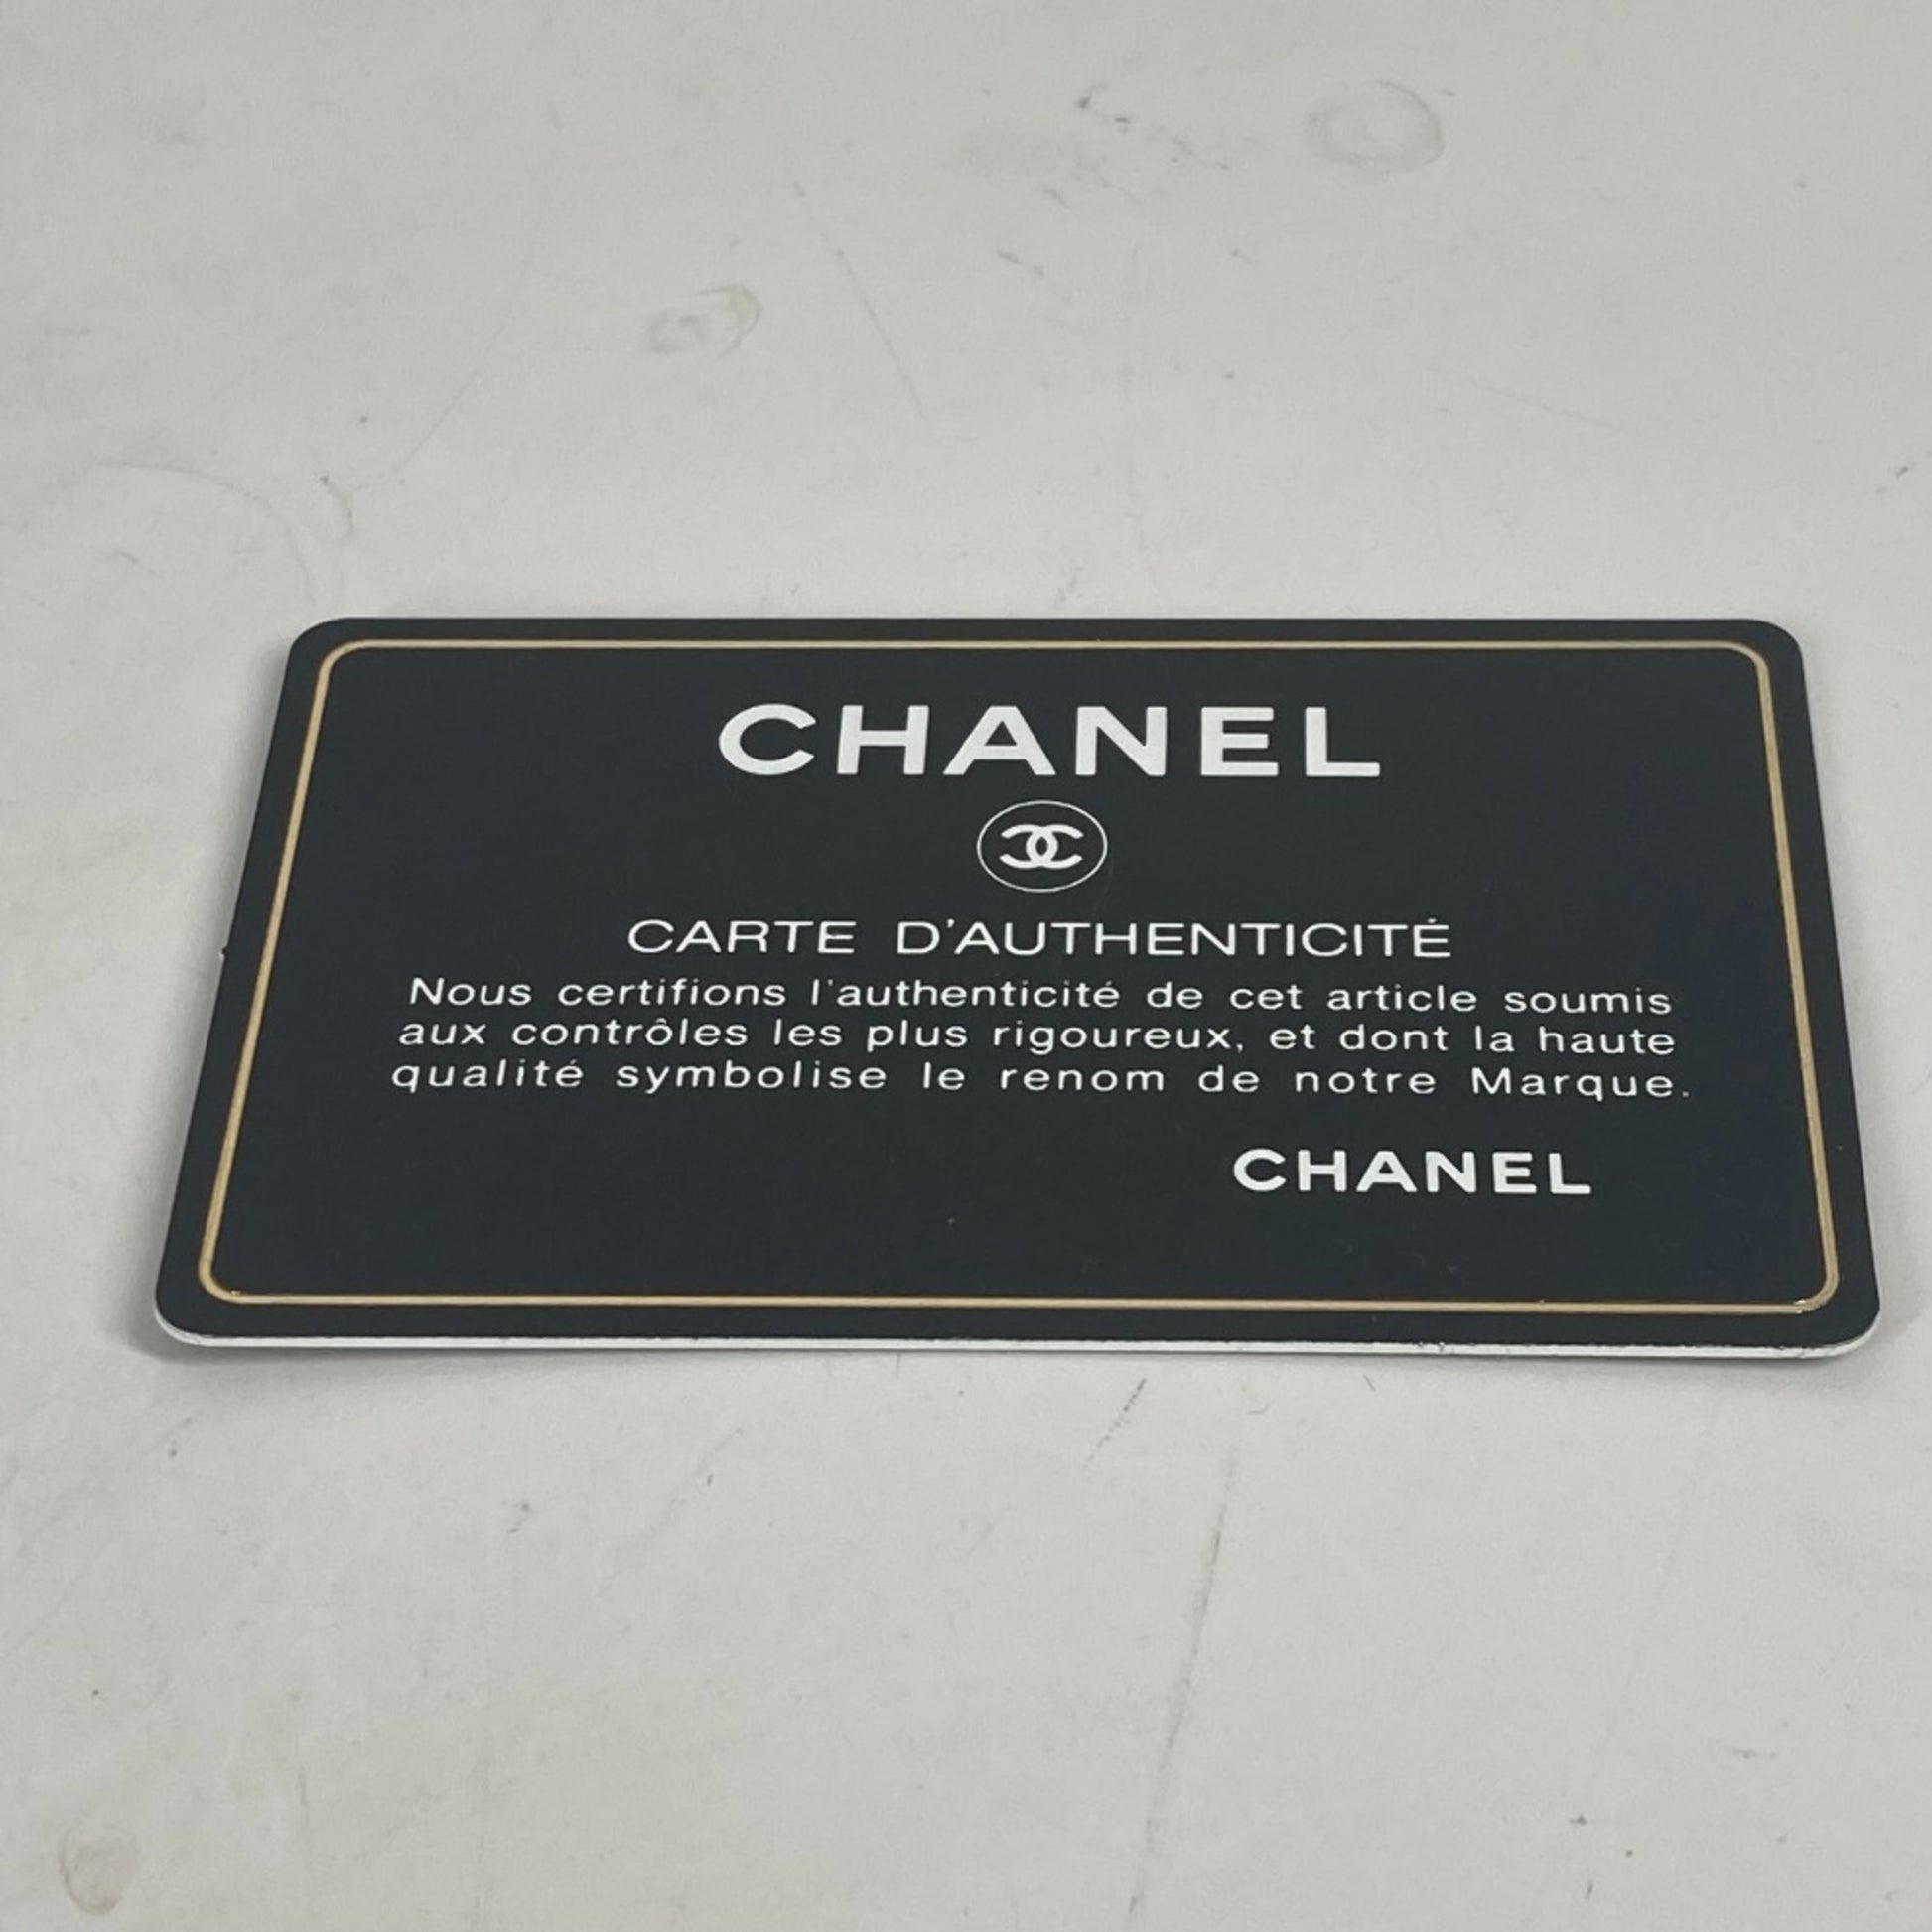 CHANEL
CARTE D'AUTHENTICITÉ
Nous certifions l'authenticité de cet article soumis
aux contrôles les plus rigoureux, et dont la haute
qualité symbolise le renom de notre Marque.
CHANEL